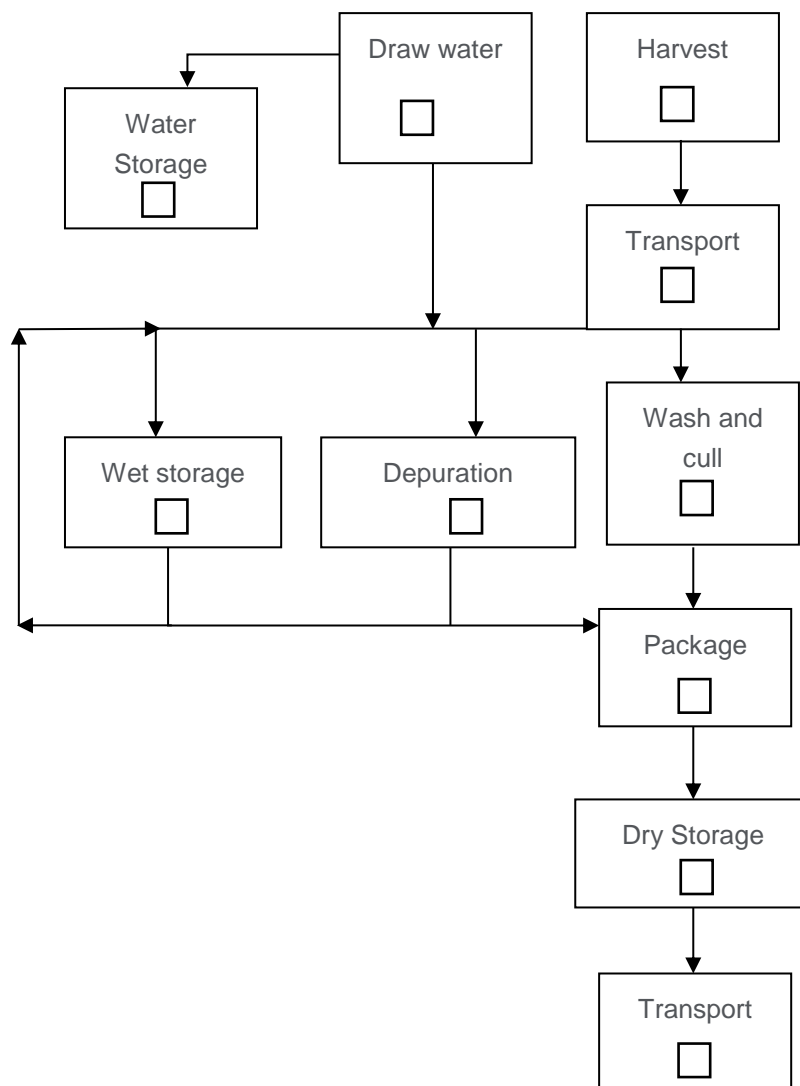 Draw water
Harvest
Water
Storage
Transport
Wash and
cull
Wet storage
Depuration
Package
Dry Storage
Transport